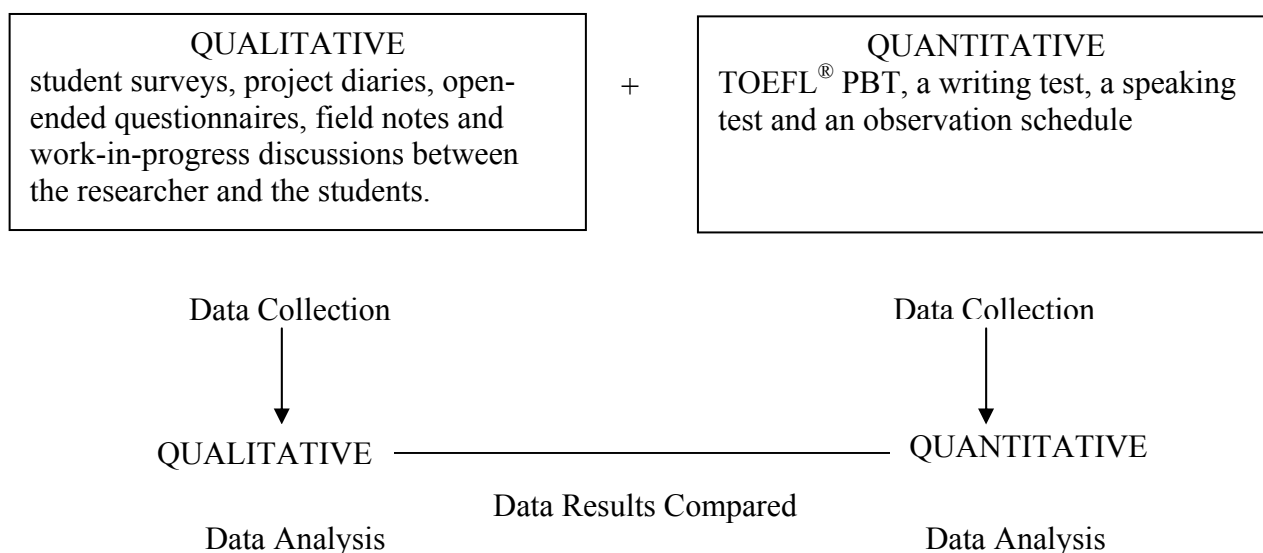 QUALITATIVE
student surveys, project diaries, open-
ended questionnaires, field notes and
work-in-progress discussions between
the researcher and the students.
+
QUANTITATIVE
TOEFL® PBT, a writing test, a speaking
test and an observation schedule
Data Collection
Data Collection
QUALITATIVE
QUANTITATIVE
Data Results Compared
Data Analysis
Data Analysis